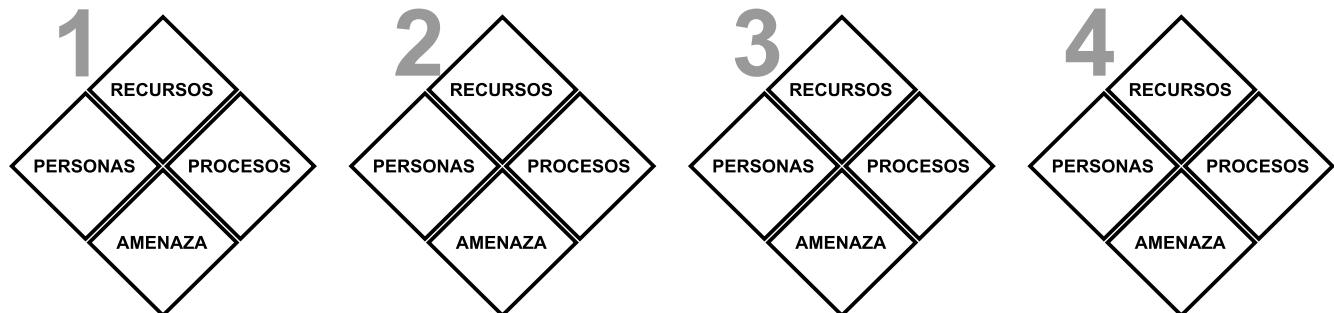 1 2 3 4
RECURSOS RECURSOS RECURSOS RECURSOS
PERSONAS PROCESOS PERSONAS PROCESOS PERSONAS PROCESOS PERSONAS PROCESOS
AMENAZA AMENAZA AMENAZA AMENAZA